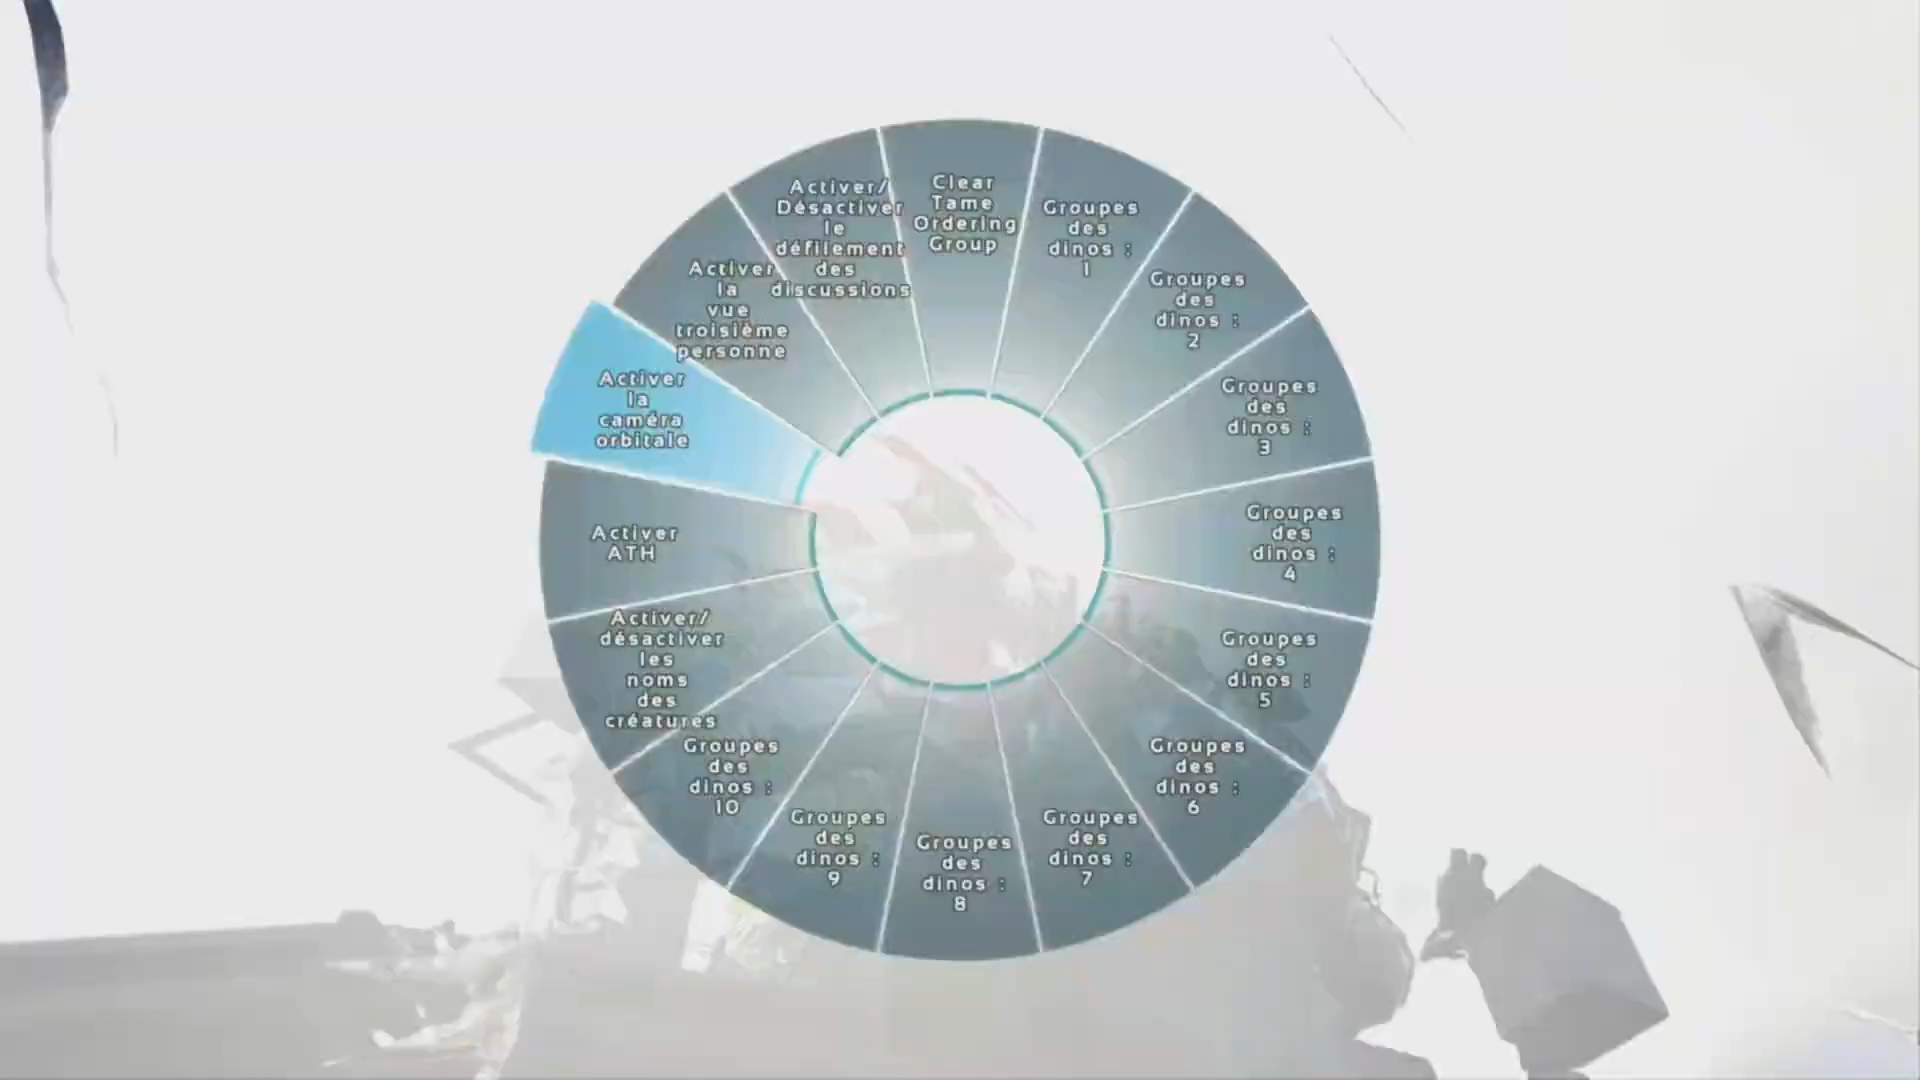 Clear
Tame
Ordering
Group
Groupes
des
dinos :
1
Groupes
des
dinos :
2
Groupes
des
dinos :
3
Groupes
des
dinos :
4
Groupes
des
dinos :
5
Groupes
des
dinos :
6
Groupes
des
dinos :
7
Groupes
des
dinos :
8
Groupes
des
dinos :
9
Groupes
des
dinos :
10
Activer/
désactiver
les
noms
des
créatures
Activer
ATH
Activer
la
caméra
orbitale
Activer
la
vue
troisième
personne
Activer/
Désactiver
le
défilement
des
discussions